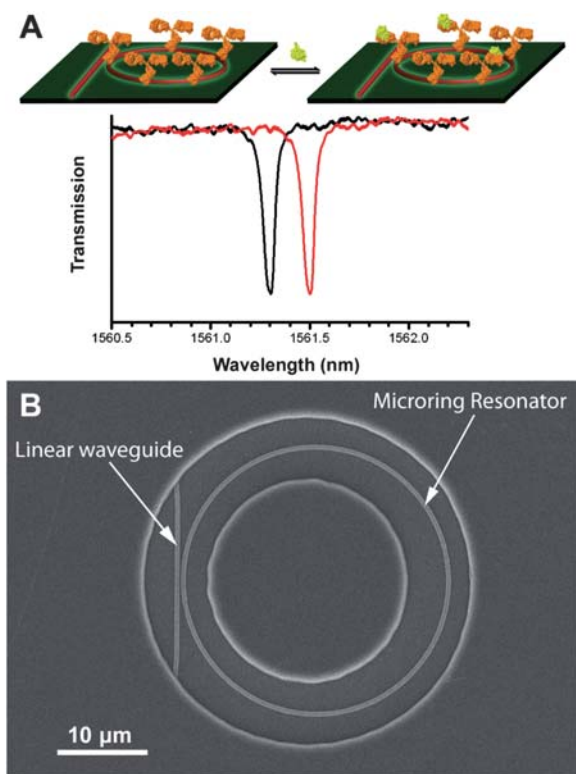 A
Transmission
1560.5 1561.0 1561.5 1562.0
Wavelength (nm)
B
Microring Resonator
Linear waveguide
10 µm